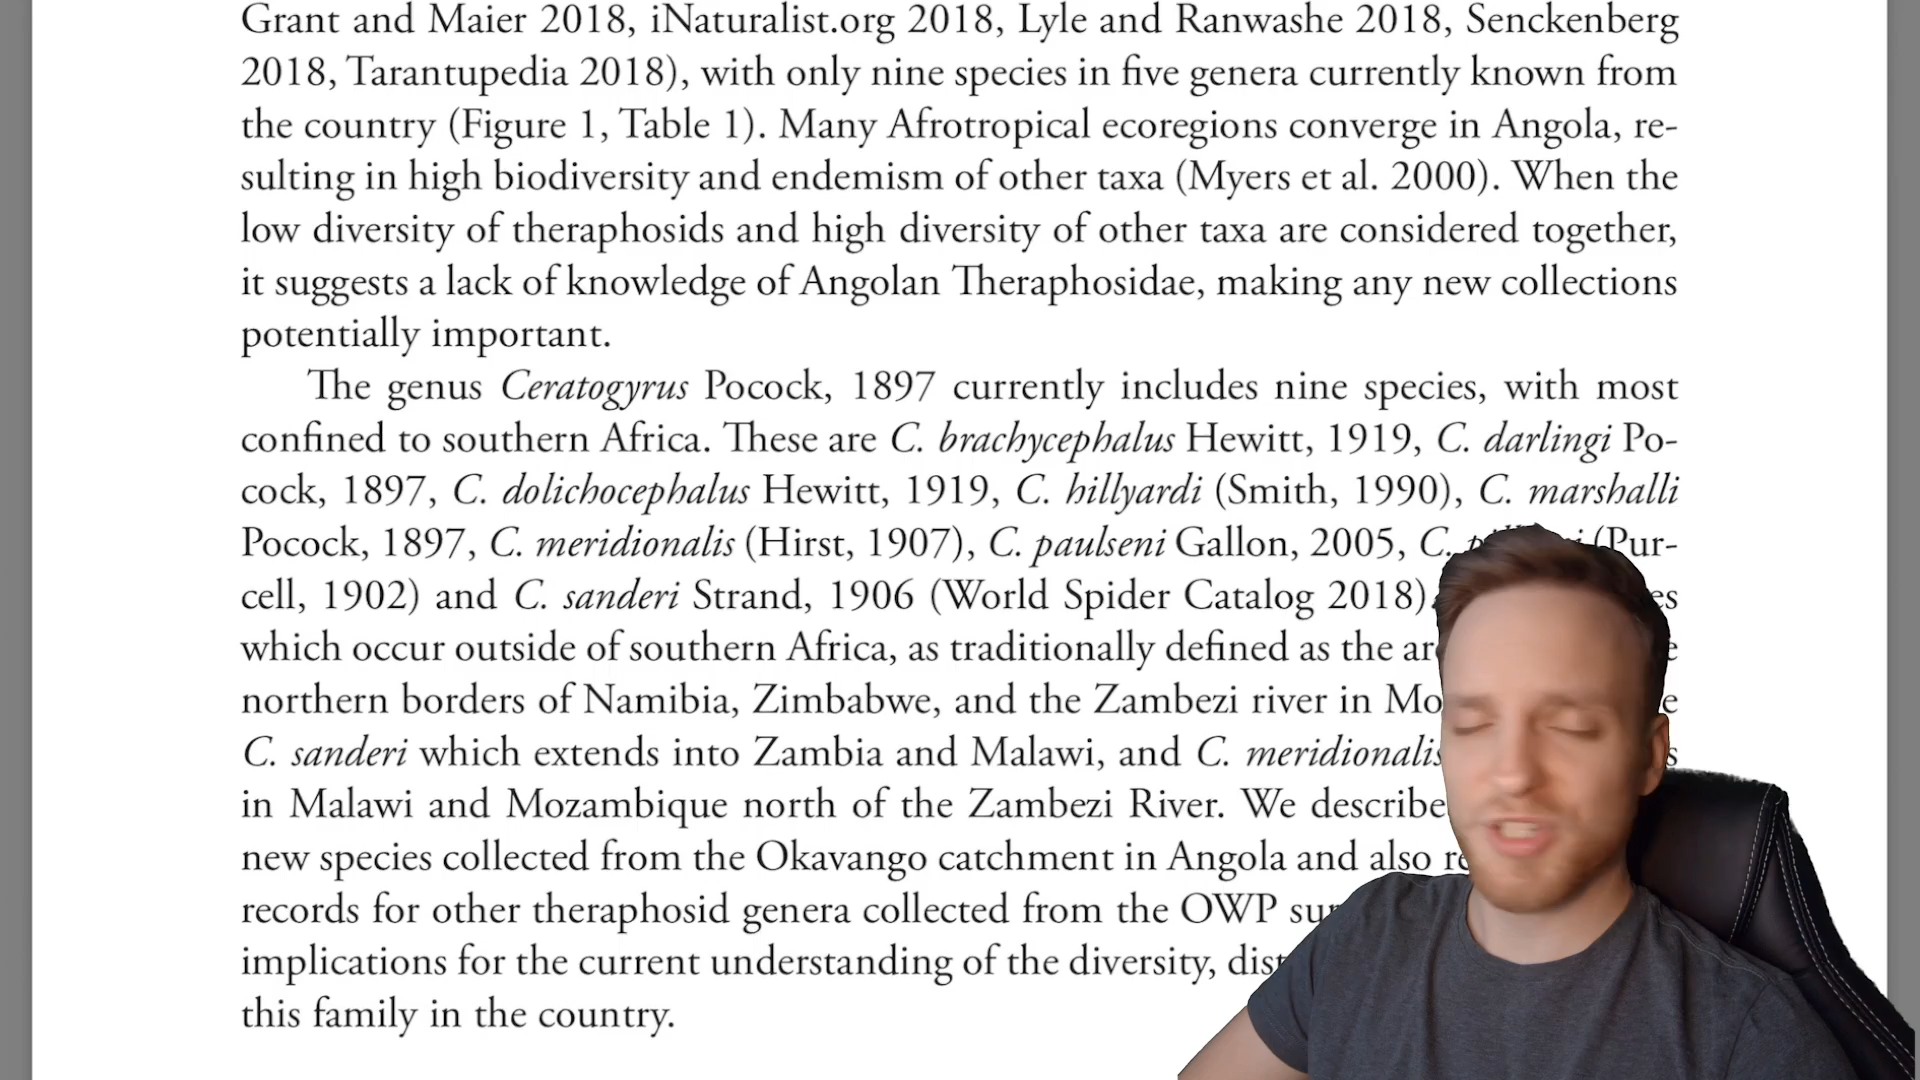 Grant and Maier 2018, iNaturalist.org 2018, Lyle and Ranwashe 2018, Senckenberg
2018, Tarantupedia 2018), with only nine species in five genera currently known from
the country (Figure 1, Table 1). Many Afrotropical ecoregions converge in Angola, re-
sulting in high biodiversity and endemism of other taxa (Myers et al. 2000). When the
low diversity of theraphosids and high diversity of other taxa are considered together,
it suggests a lack of knowledge of Angolan Theraphosidae, making any new collections
potentially important.
The genus Ceratogyrus Pocock, 1897 currently includes nine species, with most
confined to southern Africa. These are C. brachycephalus Hewitt, 1919, C. darlingi Po-
cock, 1897, C. dolichocephalus Hewitt, 1919, C. hillyardi (Smith, 1990), C. marshalli
Pocock, 1897, C. meridionalis (Hirst, 1907), C. paulseni Gallon, 2005, C. (Pur-
cell, 1902) and C. sanderi Strand, 1906 (World Spider Catalog 2018)
which occur outside of southern Africa, as traditionally defined as the
northern borders of Namibia, Zimbabwe, and the Zambezi river in
C. sanderi which extends into Zambia and Malawi, and C. meridionalis
in Malawi and Mozambique north of the Zambezi River. We describe
new species collected from the Okavango catchment in Angola and also
records for other theraphosid genera collected from the OWP
implications for the current understanding of the diversity,
this family in the country.